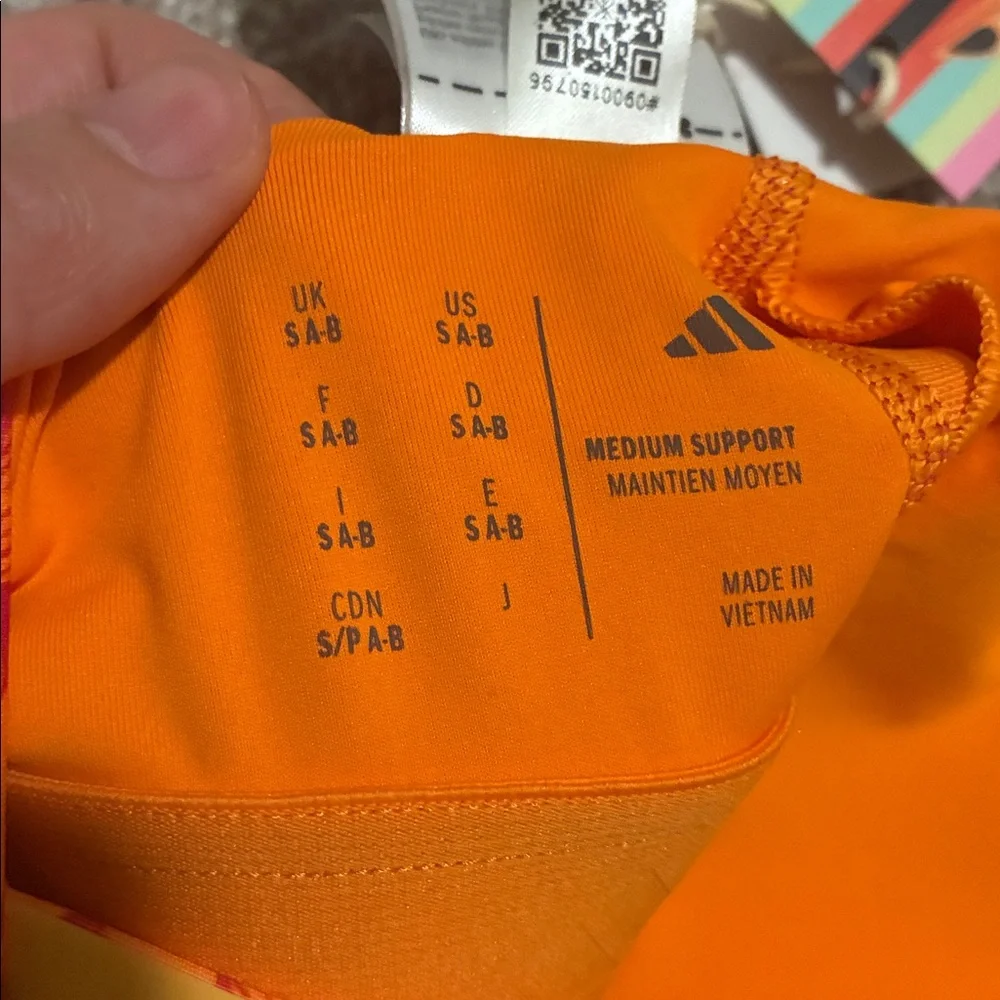 #0900150796
UK
S A-B
US
S A-B
F
S A-B
D
S A-B
I
S A-B
E
S A-B
CDN
S/P A-B
J
MEDIUM SUPPORT
MAINTIEN MOYEN
MADE IN
VIETNAM